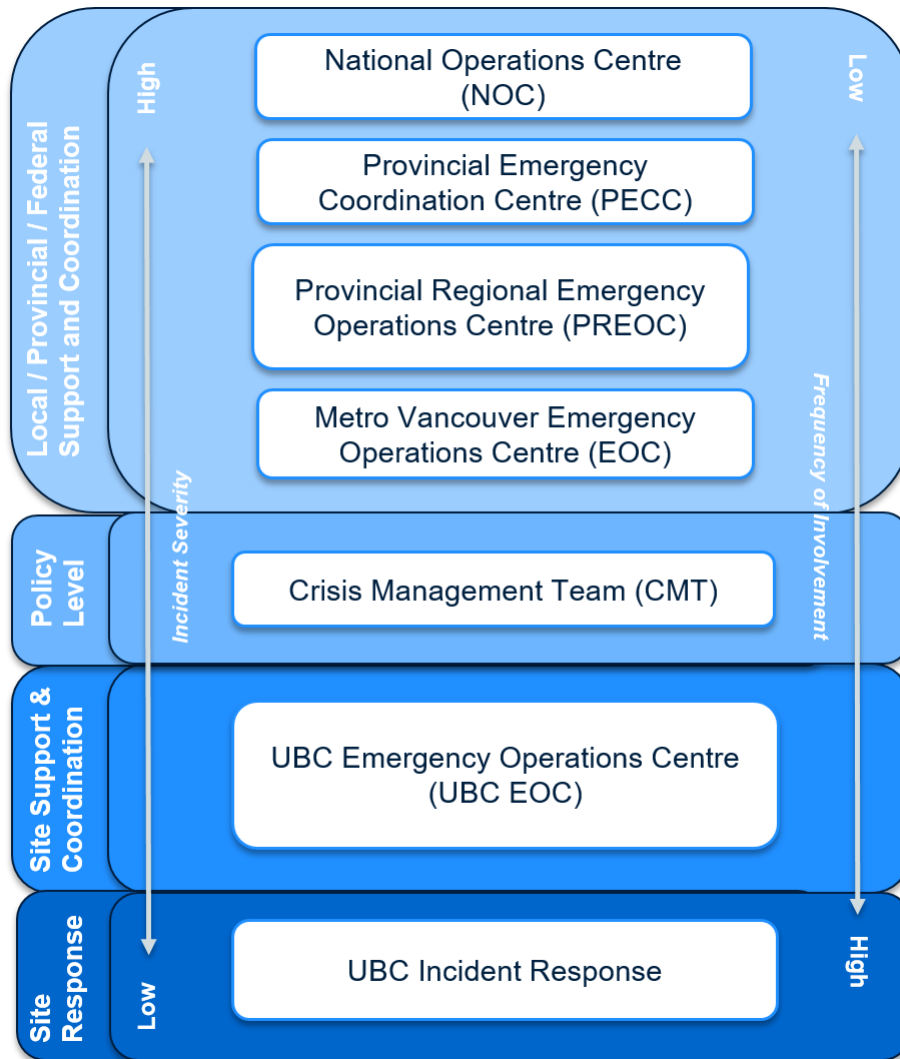 High
Low
National Operations Centre
(NOC)
Provincial Emergency
Coordination Centre (PECC)
Provincial Regional Emergency
Operations Centre (PREOC)
Metro Vancouver Emergency
Operations Centre (EOC)
Local / Provincial / Federal
Support and Coordination
Incident Severity
Frequency of Involvement
Policy
Level
Crisis Management Team (CMT)
Site Support &
Coordination
UBC Emergency Operations Centre
(UBC EOC)
Site
Response
Low
UBC Incident Response
High